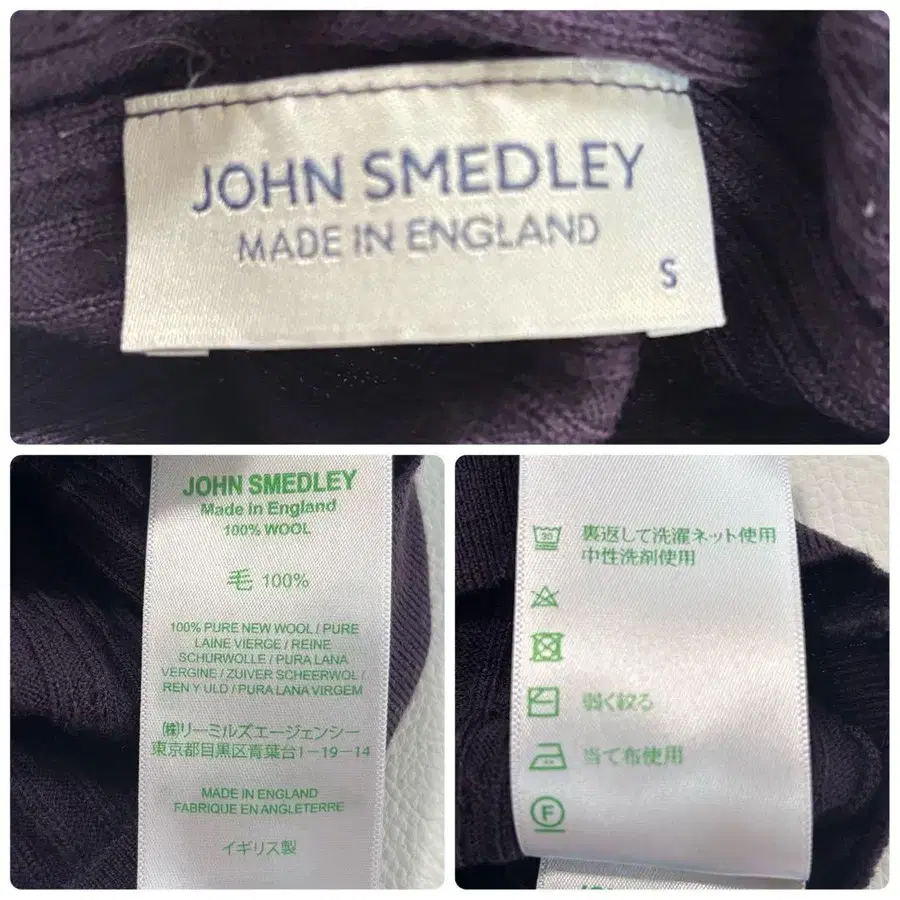 JOHN SMEDLEY
MADE IN ENGLAND
S
JOHN SMEDLEY
Made in England
100% WOOL
毛 100%
100% PURE NEW WOOL / PURE
LAINE VIERGE / REINE
SCHURWOLLE / PURA LANA
VERGINE / ZUIVER SCHEERWOL /
REN Y ULD / PURA LANA VIRGEM
㈱リーミルズエージェンシー
東京都目黒区青葉台1-19-14
MADE IN ENGLAND
FABRIQUE EN ANGLETERRE
イギリス製
30
裏返して洗濯ネット使用
中性洗剤使用
弱く絞る
当て布使用
F